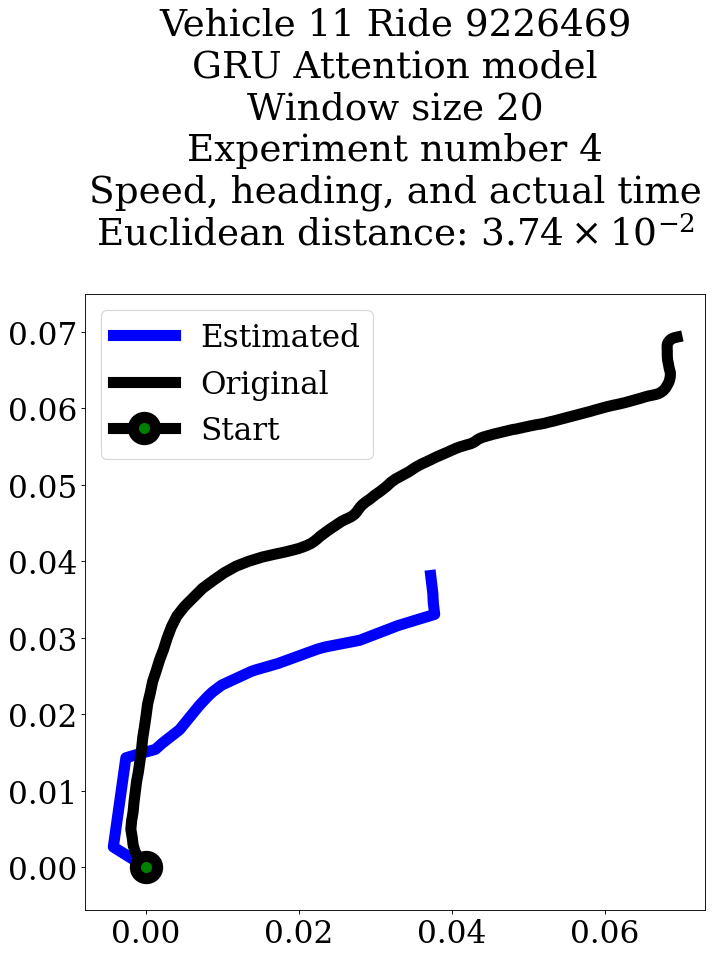 Vehicle 11 Ride 9226469
GRU Attention model
Window size 20
Experiment number 4
Speed, heading, and actual time
Euclidean distance: 3.74 × 10⁻²
Estimated
Original
Start
0.07
0.06
0.05
0.04
0.03
0.02
0.01
0.00
0.00 0.02 0.04 0.06